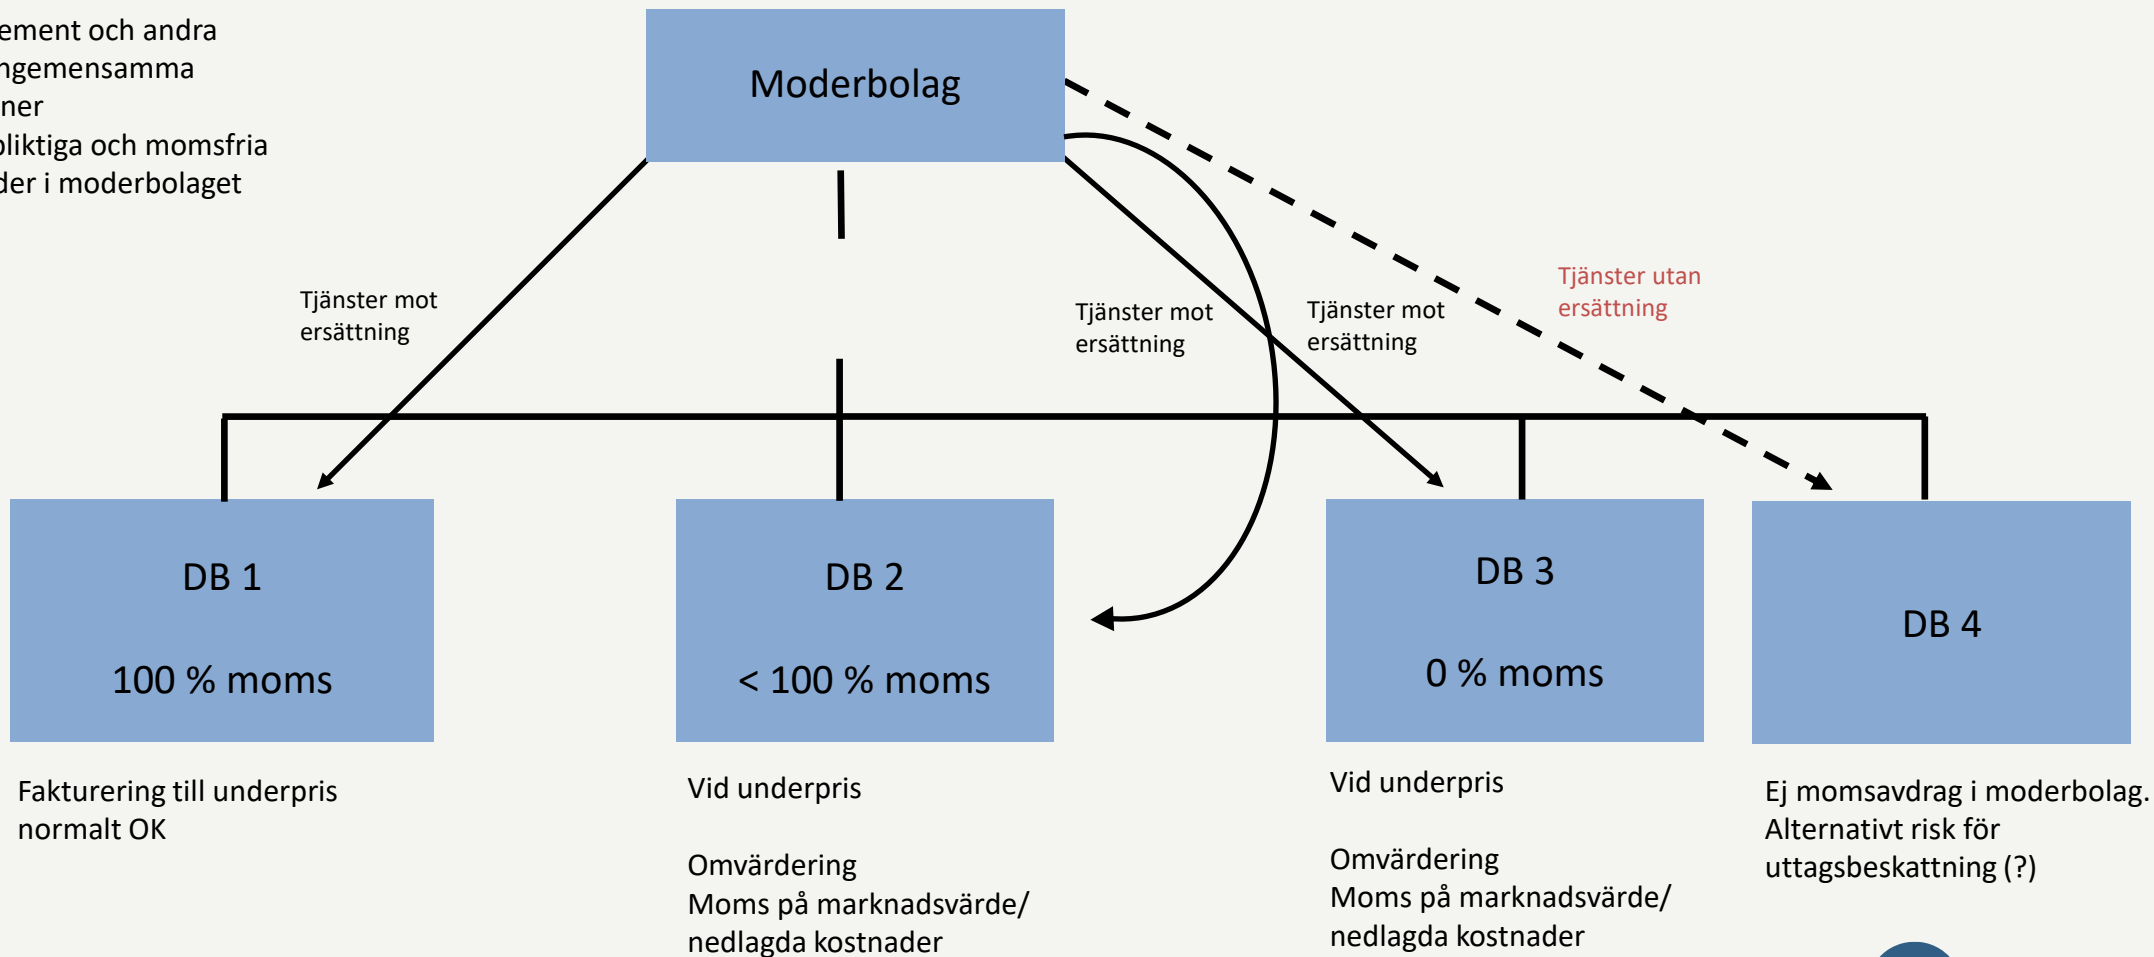 ement och andra
ngemensamma
ner
pliktiga och momsfria
der i moderbolaget
Moderbolag
Tjänster mot
ersättning
Tjänster mot
ersättning
Tjänster mot
ersättning
Tjänster utan
ersättning
DB 1
100 % moms
DB 2
< 100 % moms
DB 3
0 % moms
DB 4
Fakturering till underpris
normalt OK
Vid underpris
Omvärdering
Moms på marknadsvärde/
nedlagda kostnader
Vid underpris
Omvärdering
Moms på marknadsvärde/
nedlagda kostnader
Ej momsavdrag i moderbolag.
Alternativt risk för
uttagsbeskattning (?)